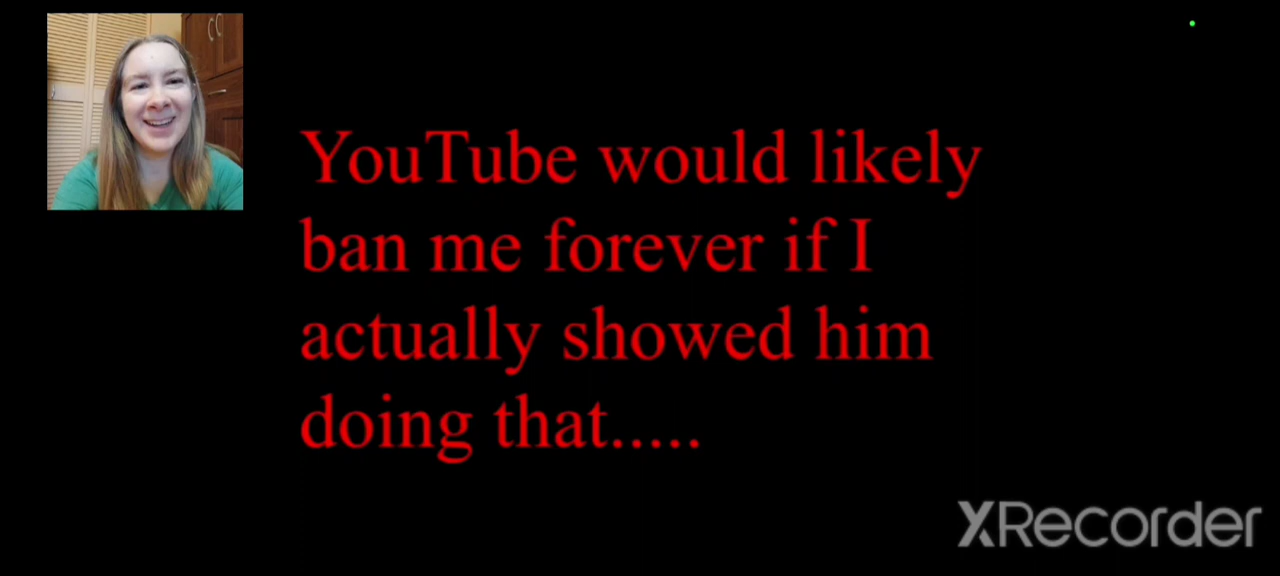 YouTube would likely
ban me forever if I
actually showed him
doing that.....
XRecorder